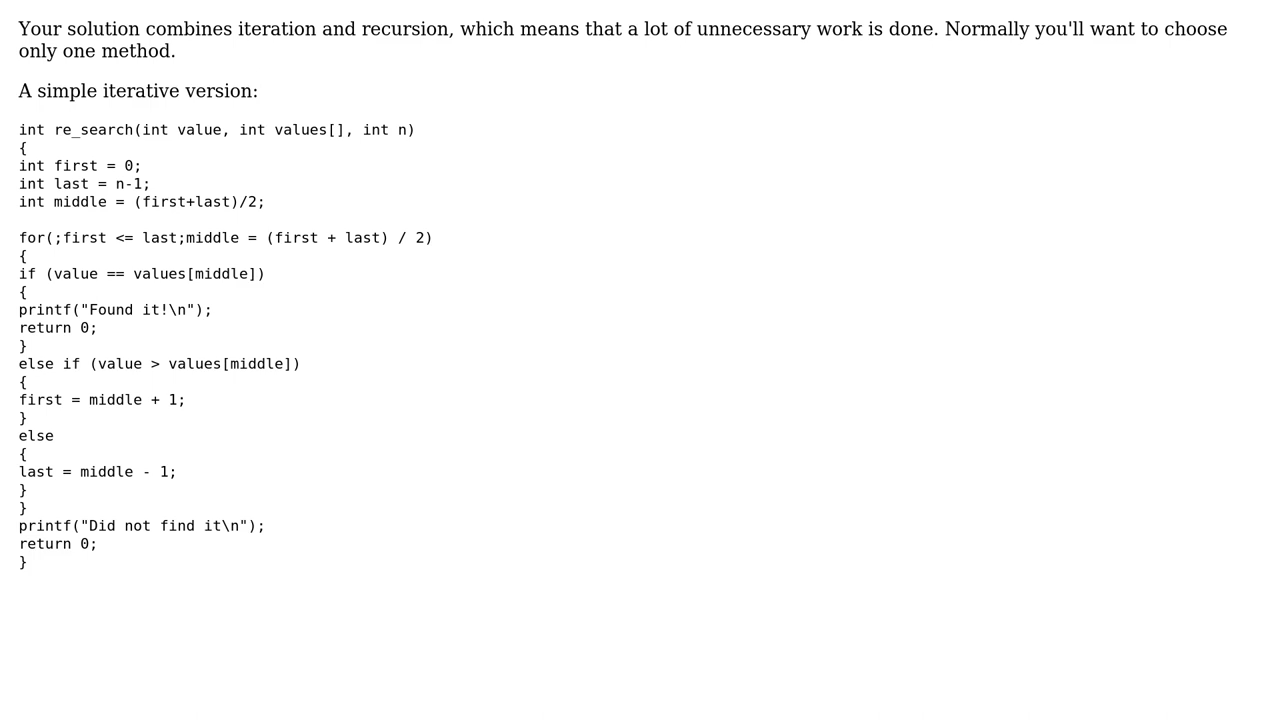 Your solution combines iteration and recursion, which means that a lot of unnecessary work is done. Normally you'll want to choose
only one method.
A simple iterative version:
int re_search(int value, int values[], int n)
{
int first = 0;
int last = n-1;
int middle = (first+last)/2;
for(;first <= last;middle = (first + last) / 2)
{
if (value == values[middle])
{
printf("Found it!\n");
return 0;
}
else if (value > values[middle])
{
first = middle + 1;
}
else
{
last = middle - 1;
}
}
printf("Did not find it\n");
return 0;
}